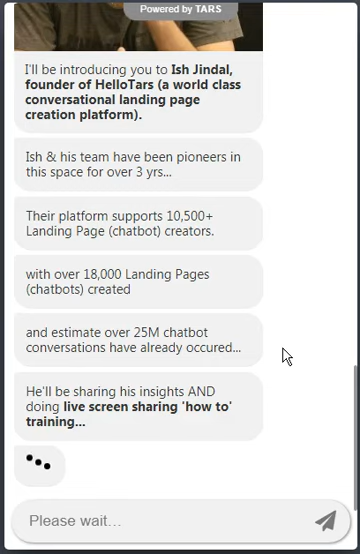 Powered by TARS
I'll be introducing you to Ish Jindal,
founder of HelloTars (a world class
conversational landing page
creation platform).
Ish & his team have been pioneers in
this space for over 3 yrs...
Their platform supports 10,500+
Landing Page (chatbot) creators.
with over 18,000 Landing Pages
(chatbots) created
and estimate over 25M chatbot
conversations have already occured...
He'll be sharing his insights AND
doing live screen sharing 'how to'
training...
Please wait...